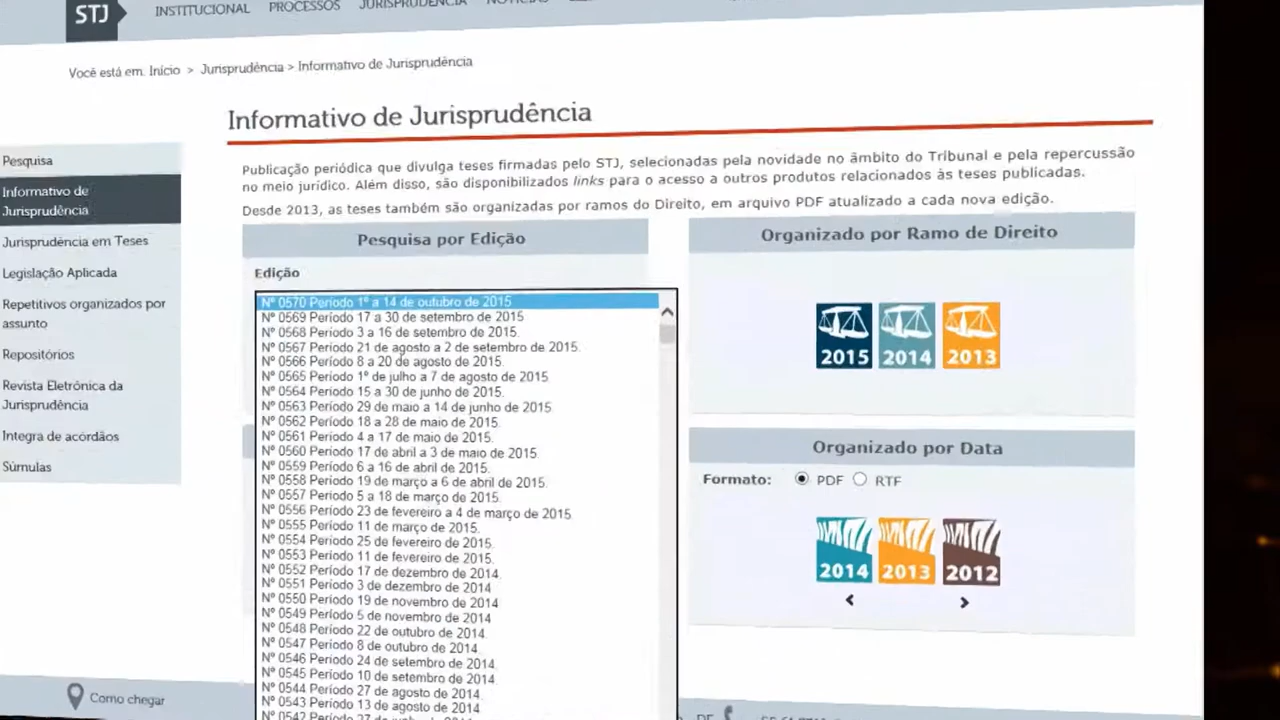 STJ
INSTITUCIONAL PROCESSOS JURISPRUDÊNCIA
Você está em: Início > Jurisprudência > Informativo de Jurisprudência
Informativo de Jurisprudência
Pesquisa
Informativo de
Jurisprudência
Jurisprudência em Teses
Legislação Aplicada
Repetitivos organizados por
assunto
Repositórios
Revista Eletrônica da
Jurisprudência
Integra de acórdãos
Súmulas
Publicação periódica que divulga teses firmadas pelo STJ, selecionadas pela novidade no âmbito do Tribunal e pela repercussão
no meio jurídico. Além disso, são disponibilizados links para o acesso a outros produtos relacionados às teses publicadas.
Desde 2013, as teses também são organizadas por ramos do Direito, em arquivo PDF atualizado a cada nova edição.
Pesquisa por Edição
Edição
Nº 0570 Período 1º a 14 de outubro de 2015
Nº 0569 Período 17 a 30 de setembro de 2015
Nº 0568 Período 3 a 16 de setembro de 2015.
Nº 0567 Período 21 de agosto a 2 de setembro de 2015.
Nº 0566 Período 8 a 20 de agosto de 2015.
Nº 0565 Período 1º de julho a 7 de agosto de 2015
Nº 0564 Período 15 a 30 de junho de 2015.
Nº 0563 Período 29 de maio a 14 de junho de 2015
Nº 0562 Período 18 a 28 de maio de 2015.
Nº 0561 Período 4 a 17 de maio de 2015.
Nº 0560 Período 17 de abril a 3 de maio de 2015.
Nº 0559 Período 6 a 16 de abril de 2015.
Nº 0558 Período 19 de março a 6 de abril de 2015.
Nº 0557 Período 5 a 18 de março de 2015.
Nº 0556 Período 23 de fevereiro a 4 de março de 2015.
Nº 0555 Período 11 de março de 2015.
Nº 0554 Período 25 de fevereiro de 2015.
Nº 0553 Período 11 de fevereiro de 2015.
Nº 0552 Período 17 de dezembro de 2014.
Nº 0551 Período 3 de dezembro de 2014
Nº 0550 Período 19 de novembro de 2014
Nº 0549 Período 5 de novembro de 2014
Nº 0548 Período 22 de outubro de 2014.
Nº 0547 Período 8 de outubro de 2014.
Nº 0546 Período 24 de setembro de 2014.
Nº 0545 Período 10 de setembro de 2014.
Nº 0544 Período 27 de agosto de 2014.
Nº 0543 Período 13 de agosto de 2014
Organizado por Ramo de Direito
2015 2014 2013
Organizado por Data
Formato: PDF RTF
2014 2013 2012
Como chegar